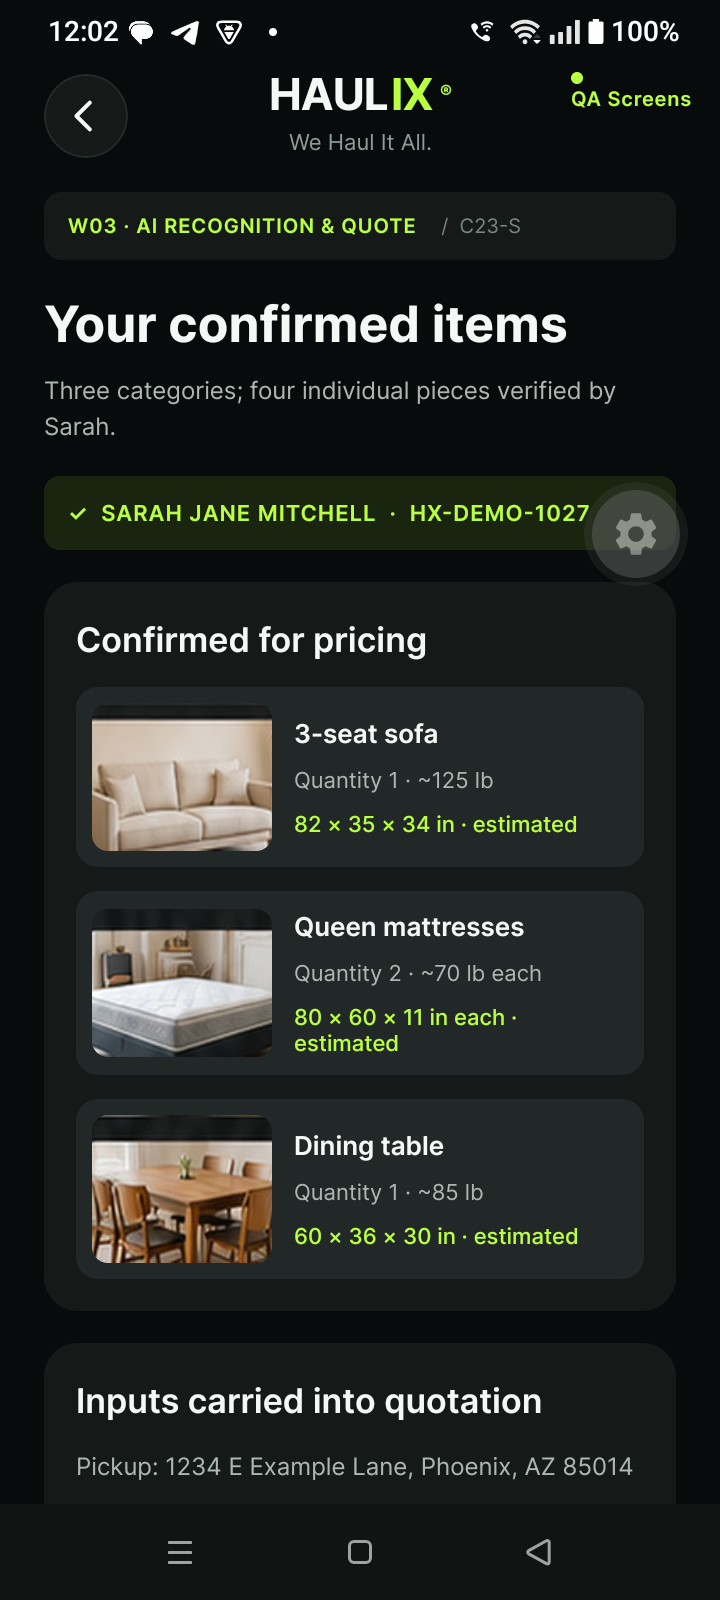 12:02
100%
HAULIX ®
We Haul It All.
QA Screens
W03 · AI RECOGNITION & QUOTE / C23-S
Your confirmed items
Three categories; four individual pieces verified by
Sarah.
✓ SARAH JANE MITCHELL · HX-DEMO-1027
Confirmed for pricing
3-seat sofa
Quantity 1 · ~125 lb
82 × 35 × 34 in · estimated
Queen mattresses
Quantity 2 · ~70 lb each
80 × 60 × 11 in each ·
estimated
Dining table
Quantity 1 · ~85 lb
60 × 36 × 30 in · estimated
Inputs carried into quotation
Pickup: 1234 E Example Lane, Phoenix, AZ 85014